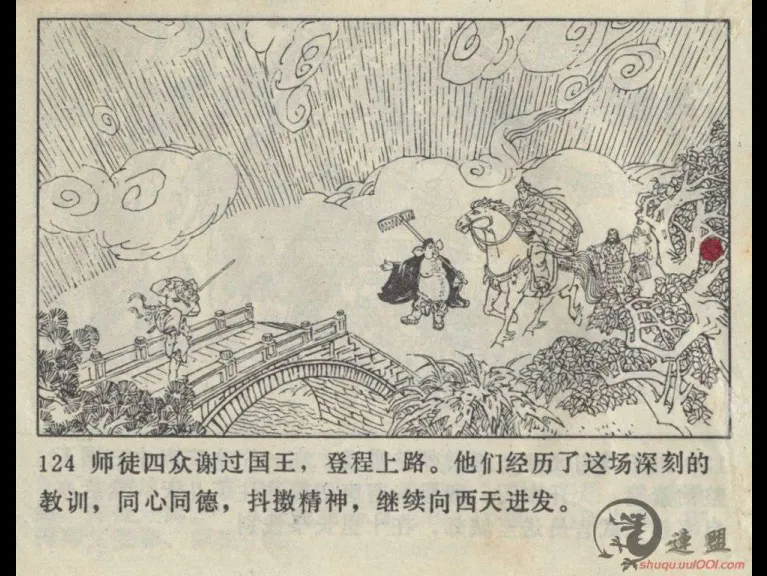 124 师徒四众谢过国王，登程上路。他们经历了这场深刻的
教训，同心同德，抖擞精神，继续向西天进发。
連盟
shuqu.uu1001.com